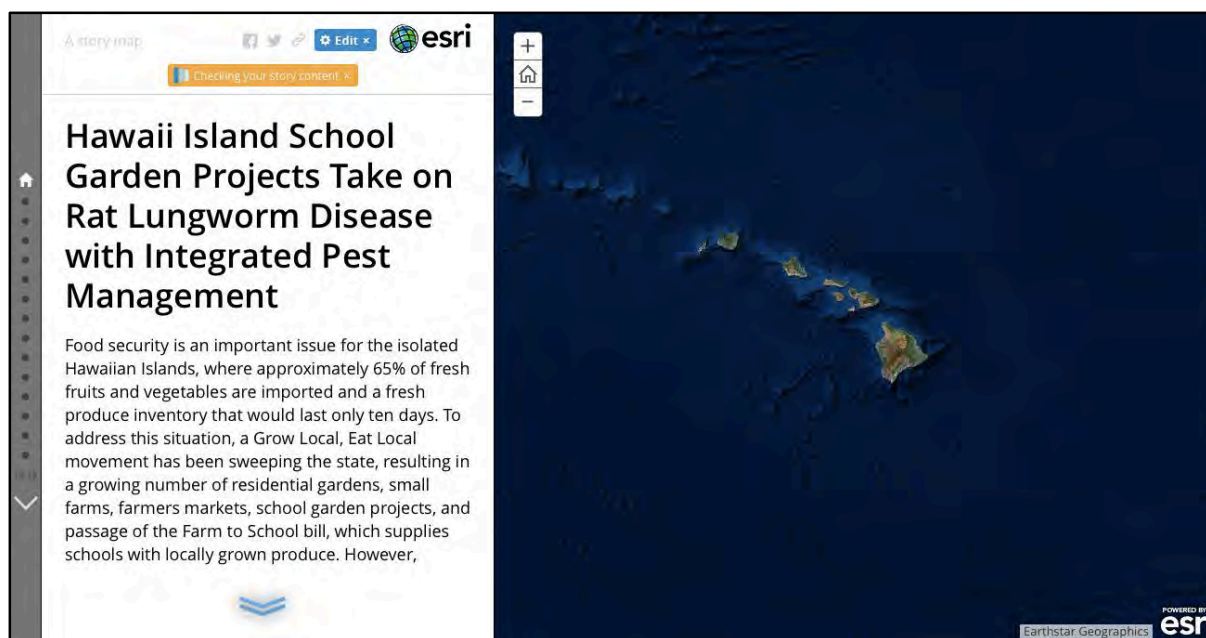 A story map
Edit ×
esri
Checking your story content ×
Hawaii Island School
Garden Projects Take on
Rat Lungworm Disease
with Integrated Pest
Management
Food security is an important issue for the isolated
Hawaiian Islands, where approximately 65% of fresh
fruits and vegetables are imported and a fresh
produce inventory that would last only ten days. To
address this situation, a Grow Local, Eat Local
movement has been sweeping the state, resulting in
a growing number of residential gardens, small
farms, farmers markets, school garden projects, and
passage of the Farm to School bill, which supplies
schools with locally grown produce. However,
Earthstar Geographics
POWERED BY
esri